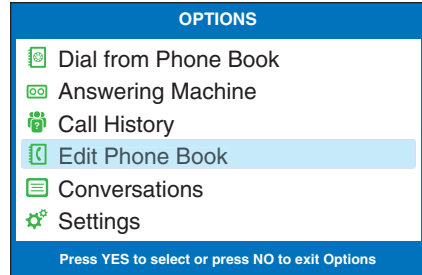 OPTIONS
Dial from Phone Book
Answering Machine
Call History
Edit Phone Book
Conversations
Settings
Press YES to select or press NO to exit Options